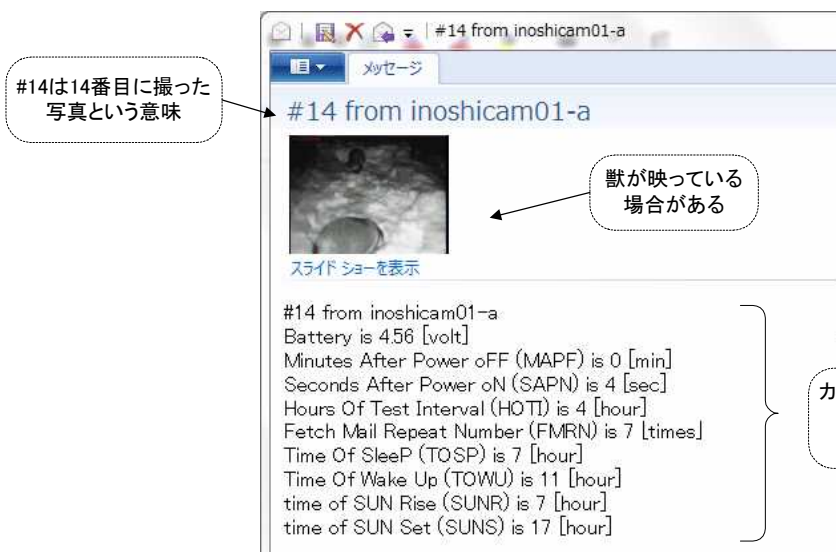 #14 from inoshicam01-a
メッセージ
#14は14番目に撮った
写真という意味
#14 from inoshicam01-a
獣が映っている
場合がある
スライド ショーを表示
#14 from inoshicam01-a
Battery is 4.56 [volt]
Minutes After Power oFF (MAPF) is 0 [min]
Seconds After Power oN (SAPN) is 4 [sec]
Hours Of Test Interval (HOTI) is 4 [hour]
Fetch Mail Repeat Number (FMRN) is 7 [times]
Time Of SleeP (TOSP) is 7 [hour]
Time Of Wake Up (TOWU) is 11 [hour]
time of SUN Rise (SUNR) is 7 [hour]
time of SUN Set (SUNS) is 17 [hour]
カ